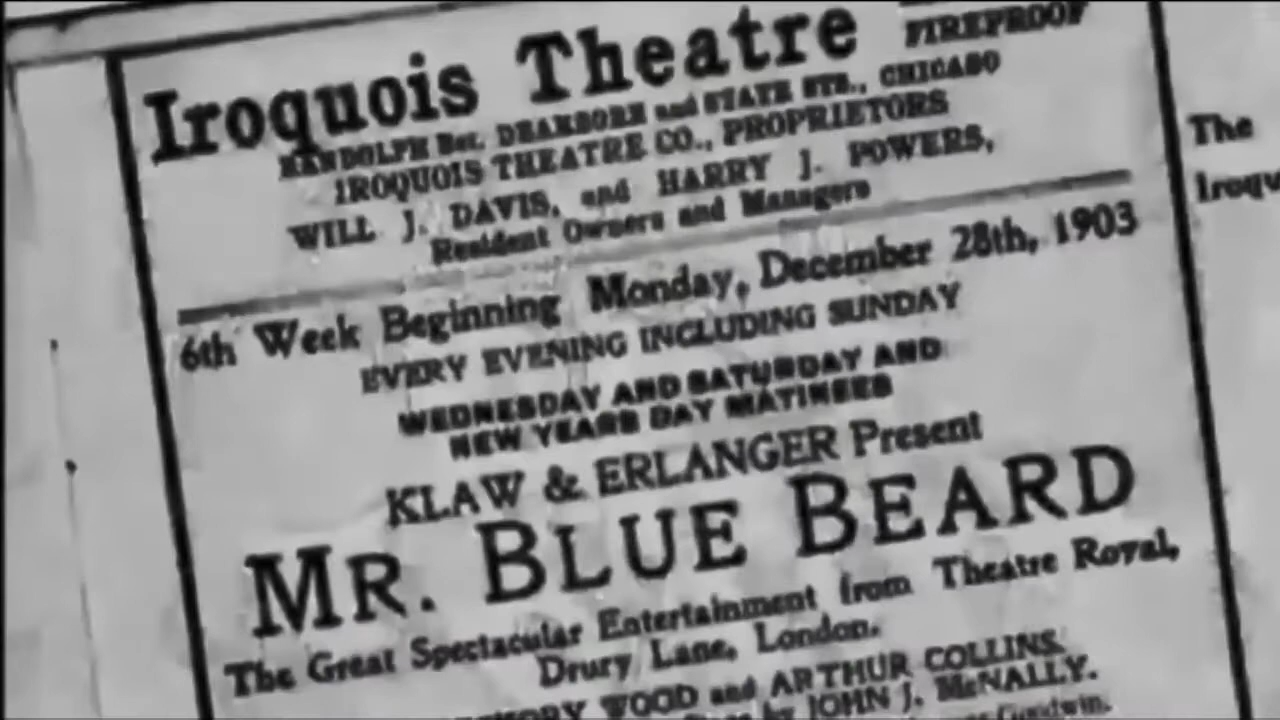 Iroquois Theatre
FIREPROOF
RANDOLPH Bet. DEARBORN and STATE STS., CHICAGO
IROQUOIS THEATRE CO., PROPRIETORS
WILL J. DAVIS, and HARRY J. POWERS,
Resident Owners and Managers
6th Week Beginning Monday, December 28th, 1903
EVERY EVENING INCLUDING SUNDAY
WEDNESDAY AND SATURDAY AND
NEW YEARS DAY MATINEES
KLAW & ERLANGER Present
MR. BLUE BEARD
The Great Spectacular Entertainment from Theatre Royal,
Drury Lane, London.
WOOD and ARTHUR COLLINS
by JOHN J. McNALLY.
Goodwin.
The
Iroqu